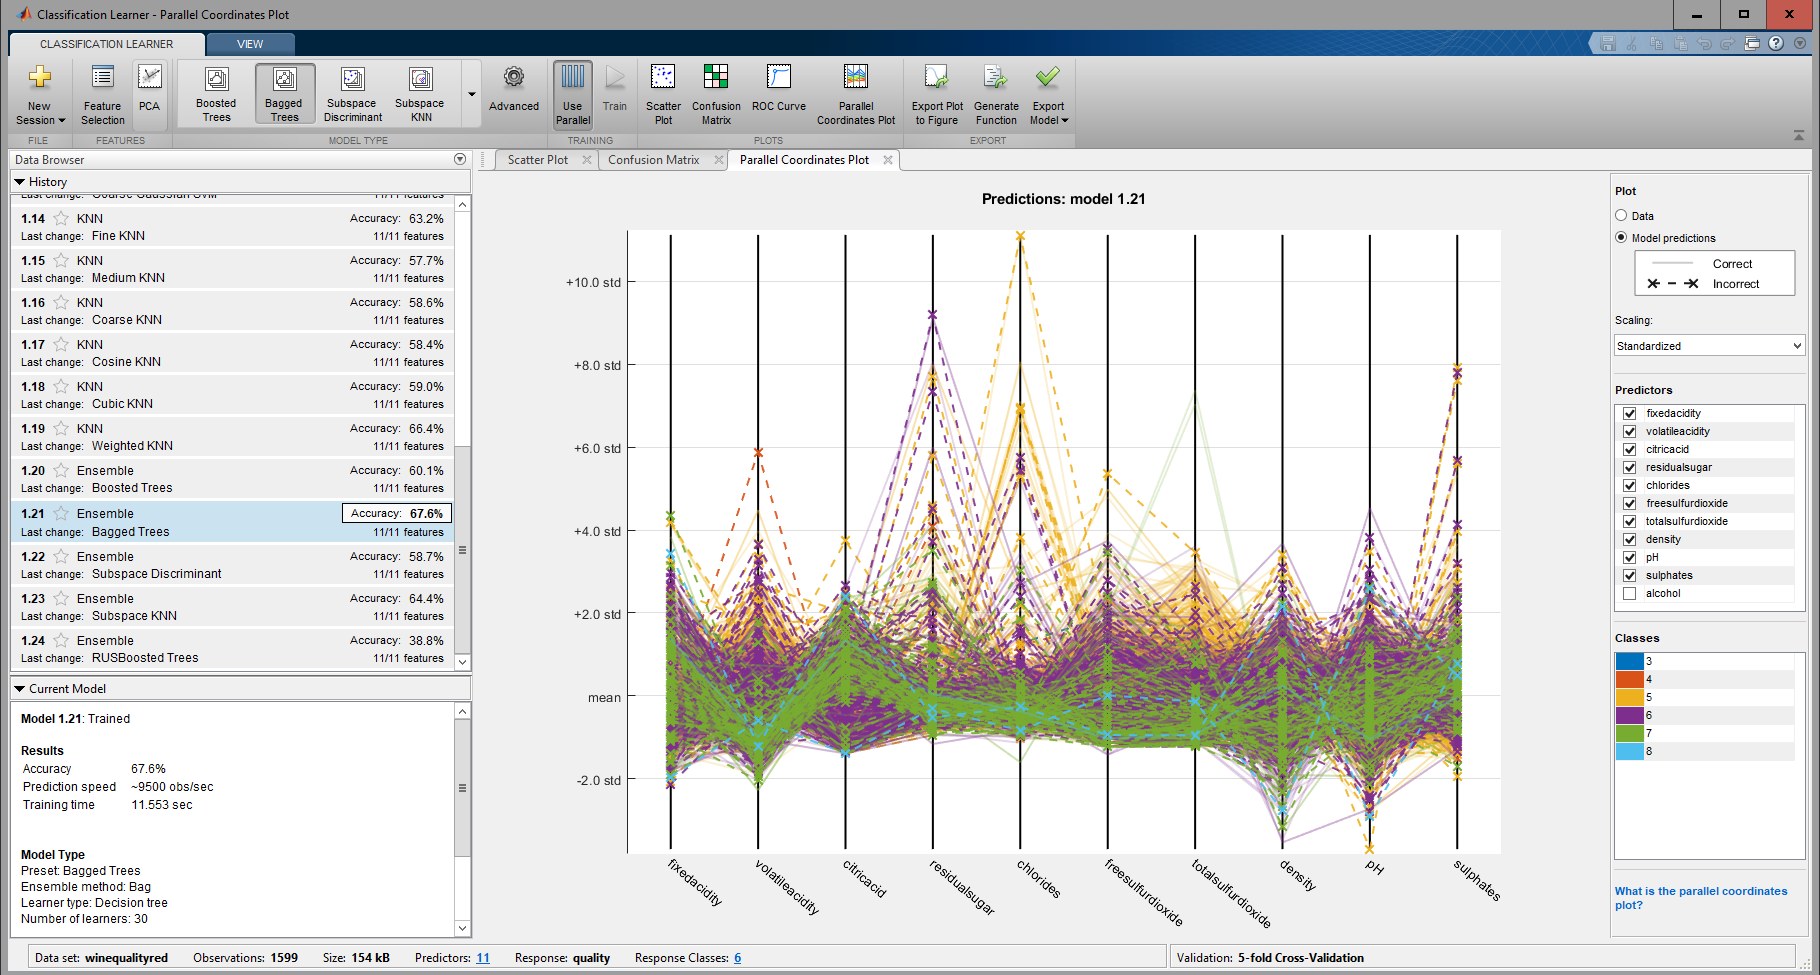 Classification Learner - Parallel Coordinates Plot
CLASSIFICATION LEARNER
VIEW
New Session
Feature Selection
PCA
Boosted Trees
Bagged Trees
Subspace Discriminant
Subspace KNN
Advanced
Use Parallel
Train
Scatter Plot
Confusion Matrix
ROC Curve
Parallel Coordinates Plot
Export Plot to Figure
Generate Function
Export Model
FILE
FEATURES
MODEL TYPE
TRAINING
PLOTS
EXPORT
Data Browser
History
Last change: Coarse Gaussian SVM 11/11 features
1.14 KNN Accuracy: 63.2%
Last change: Fine KNN 11/11 features
1.15 KNN Accuracy: 57.7%
Last change: Medium KNN 11/11 features
1.16 KNN Accuracy: 58.6%
Last change: Coarse KNN 11/11 features
1.17 KNN Accuracy: 58.4%
Last change: Cosine KNN 11/11 features
1.18 KNN Accuracy: 59.0%
Last change: Cubic KNN 11/11 features
1.19 KNN Accuracy: 66.4%
Last change: Weighted KNN 11/11 features
1.20 Ensemble Accuracy: 60.1%
Last change: Boosted Trees 11/11 features
1.21 Ensemble Accuracy: 67.6%
Last change: Bagged Trees 11/11 features
1.22 Ensemble Accuracy: 58.7%
Last change: Subspace Discriminant 11/11 features
1.23 Ensemble Accuracy: 64.4%
Last change: Subspace KNN 11/11 features
1.24 Ensemble Accuracy: 38.8%
Last change: RUSBoosted Trees 11/11 features
Current Model
Model 1.21: Trained
Results
Accuracy 67.6%
Prediction speed ~9500 obs/sec
Training time 11.553 sec
Model Type
Preset: Bagged Trees
Ensemble method: Bag
Learner type: Decision tree
Number of learners: 30
Scatter Plot
Confusion Matrix
Parallel Coordinates Plot
Predictions: model 1.21
+10.0 std
+8.0 std
+6.0 std
+4.0 std
+2.0 std
mean
-2.0 std
fixedacidity
volatileacidity
citricacid
residualsugar
chlorides
freesulfurdioxide
totalsulfurdioxide
density
pH
sulphates
Plot
Data
Model predictions
Correct
Incorrect
Scaling:
Standardized
Predictors
fixedacidity
volatileacidity
citricacid
residualsugar
chlorides
freesulfurdioxide
totalsulfurdioxide
density
pH
sulphates
alcohol
Classes
3
4
5
6
7
8
What is the parallel coordinates
plot?
Data set: winequalityred Observations: 1599 Size: 154 kB Predictors: 11 Response: quality Response Classes: 6
Validation: 5-fold Cross-Validation